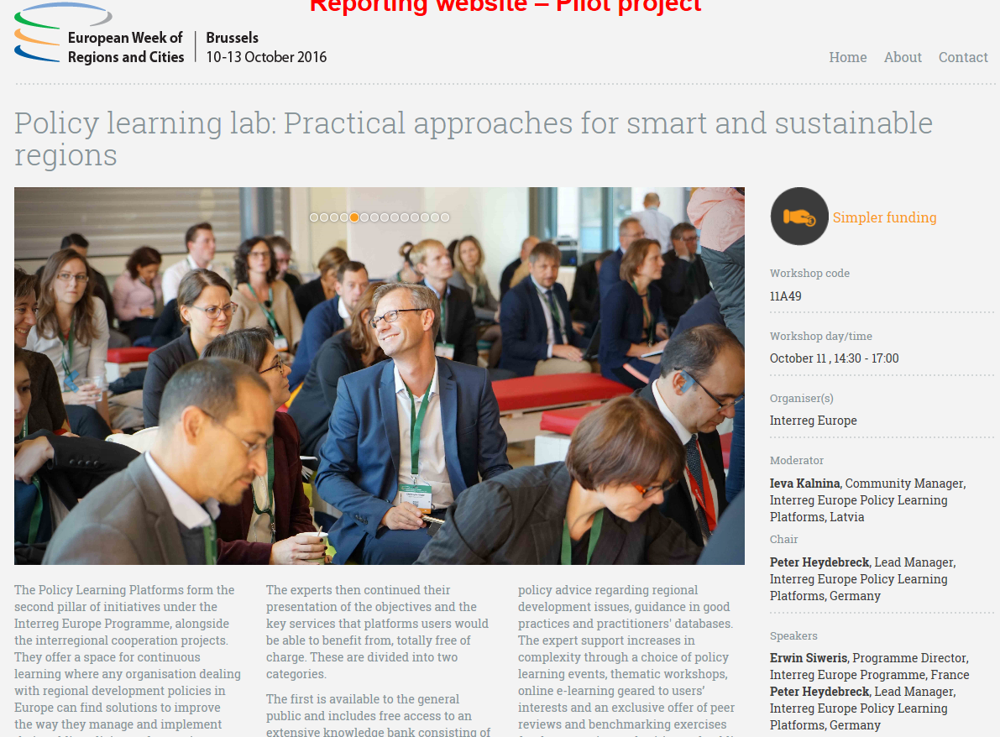 Reporting website – Pilot project
European Week of
Regions and Cities
Brussels
10-13 October 2016
Home About Contact
Policy learning lab: Practical approaches for smart and sustainable
regions
Simpler funding
Workshop code
11A49
Workshop day/time
October 11 , 14:30 - 17:00
Organiser(s)
Interreg Europe
Moderator
Ieva Kalnina, Community Manager,
Interreg Europe Policy Learning
Platforms, Latvia
Chair
Peter Heydebreck, Lead Manager,
Interreg Europe Policy Learning
Platforms, Germany
Speakers
Erwin Siweris, Programme Director,
Interreg Europe Programme, France
Peter Heydebreck, Lead Manager,
Interreg Europe Policy Learning
Platforms, Germany
The Policy Learning Platforms form the
second pillar of initiatives under the
Interreg Europe Programme, alongside
the interregional cooperation projects.
They offer a space for continuous
learning where any organisation dealing
with regional development policies in
Europe can find solutions to improve
the way they manage and implement
The experts then continued their
presentation of the objectives and the
key services that platforms users would
be able to benefit from, totally free of
charge. These are divided into two
categories.
The first is available to the general
public and includes free access to an
extensive knowledge bank consisting of
policy advice regarding regional
development issues, guidance in good
practices and practitioners' databases.
The expert support increases in
complexity through a choice of policy
learning events, thematic workshops,
online e-learning geared to users’
interests and an exclusive offer of peer
reviews and benchmarking exercises